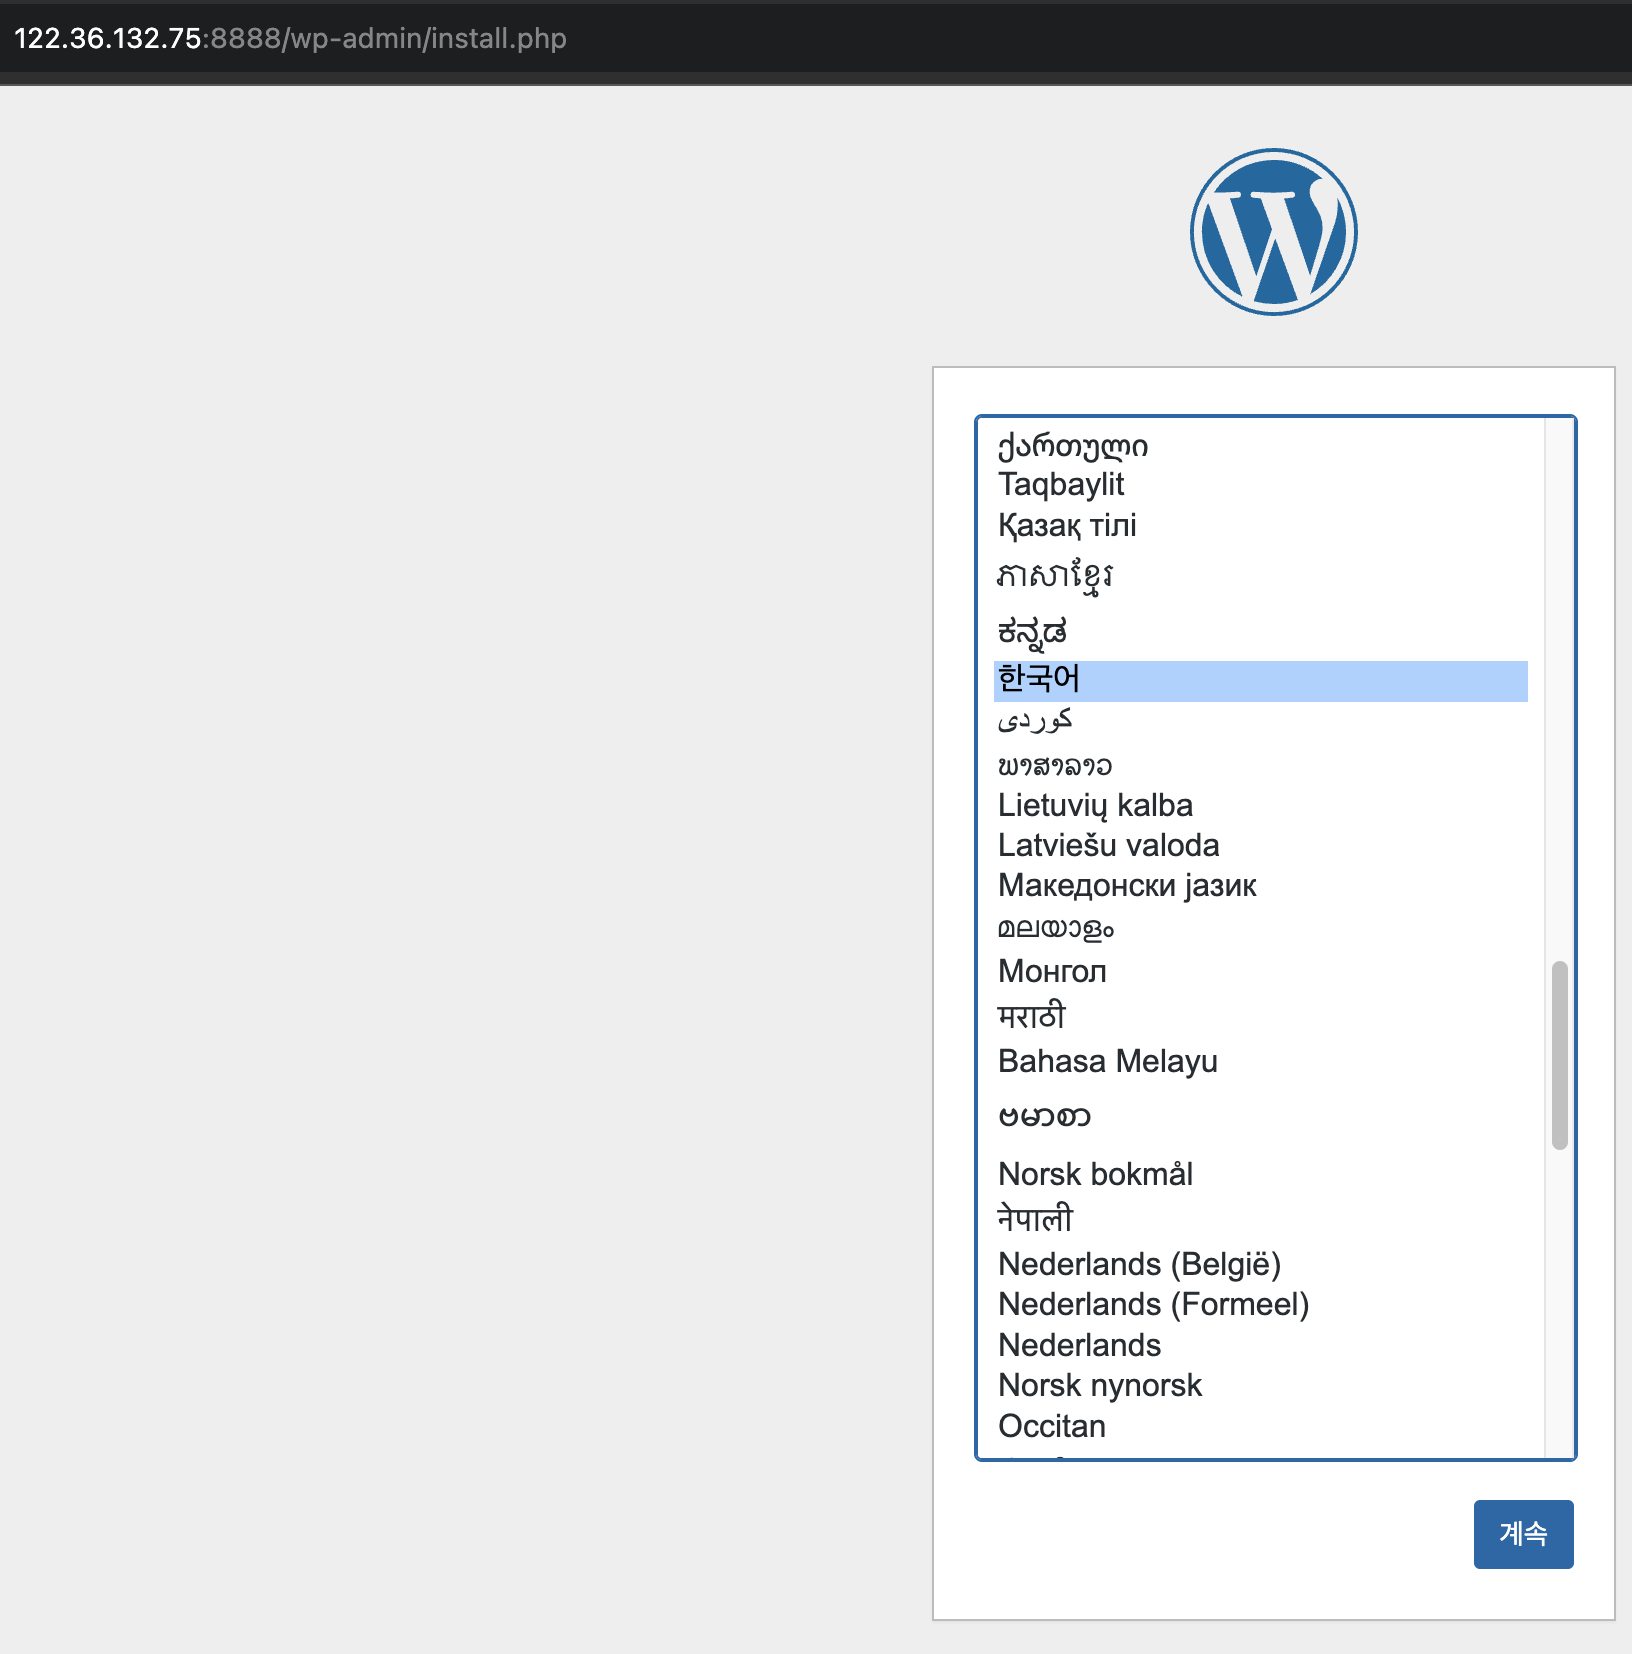 122.36.132.75:8888/wp-admin/install.php
ქართული
Taqbaylit
Қазақ тілі
ភាសាខ្មែរ
ಕನ್ನಡ
한국어
كوردی
ພາສາລາວ
Lietuvių kalba
Latviešu valoda
Македонски јазик
മലയാളം
Монгол
मराठी
Bahasa Melayu
ဗမာစာ
Norsk bokmål
नेपाली
Nederlands (België)
Nederlands (Formeel)
Nederlands
Norsk nynorsk
Occitan
계속